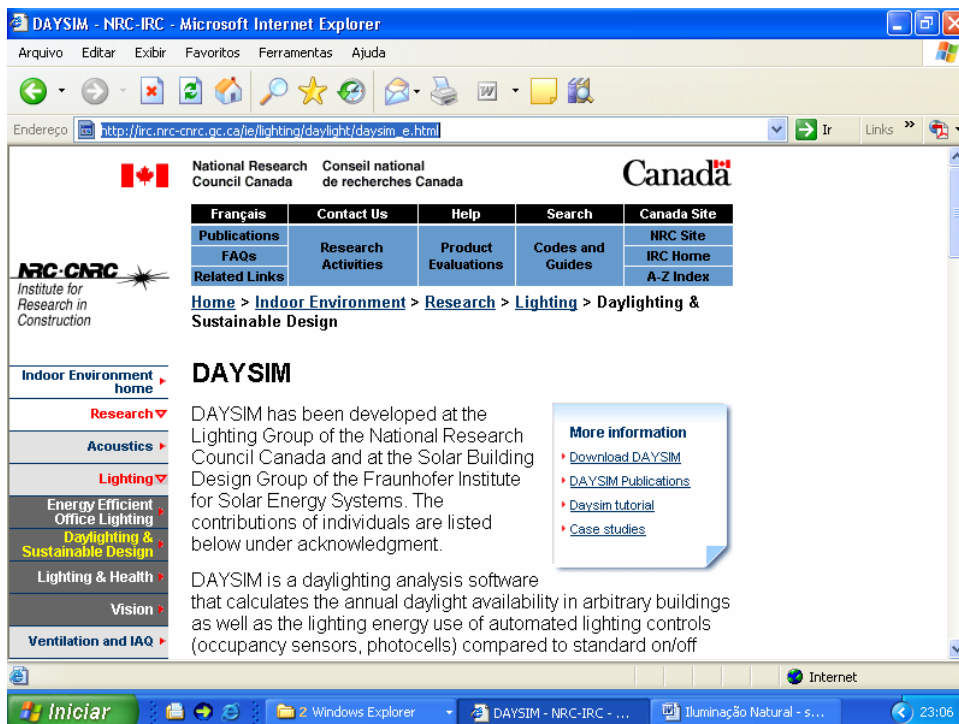 DAYSIM - NRC-IRC - Microsoft Internet Explorer
Arquivo Editar Exibir Favoritos Ferramentas Ajuda
Endereço http://irc.nrc-cnrc.gc.ca/ie/lighting/daylight/daysim_e.html Ir Links »
National Research Council Canada
Conseil national de recherches Canada
Canada
Français Contact Us Help Search Canada Site
Publications
FAQs
Related Links
Research Activities
Product Evaluations
Codes and Guides
NRC Site
IRC Home
A-Z Index
NRC·CNRC
Institute for
Research in
Construction
Home > Indoor Environment > Research > Lighting > Daylighting &
Sustainable Design
Indoor Environment
home
Research
Acoustics
Lighting
Energy Efficient
Office Lighting
Daylighting &
Sustainable Design
Lighting & Health
Vision
Ventilation and IAQ
DAYSIM
DAYSIM has been developed at the
Lighting Group of the National Research
Council Canada and at the Solar Building
Design Group of the Fraunhofer Institute
for Solar Energy Systems. The
contributions of individuals are listed
below under acknowledgment.
More information
Download DAYSIM
DAYSIM Publications
Daysim tutorial
Case studies
DAYSIM is a daylighting analysis software
that calculates the annual daylight availability in arbitrary buildings
as well as the lighting energy use of automated lighting controls
(occupancy sensors, photocells) compared to standard on/off
Internet
Iniciar 2 Windows Explorer DAYSIM - NRC-IRC - ... Iluminação Natural - s... 23:06